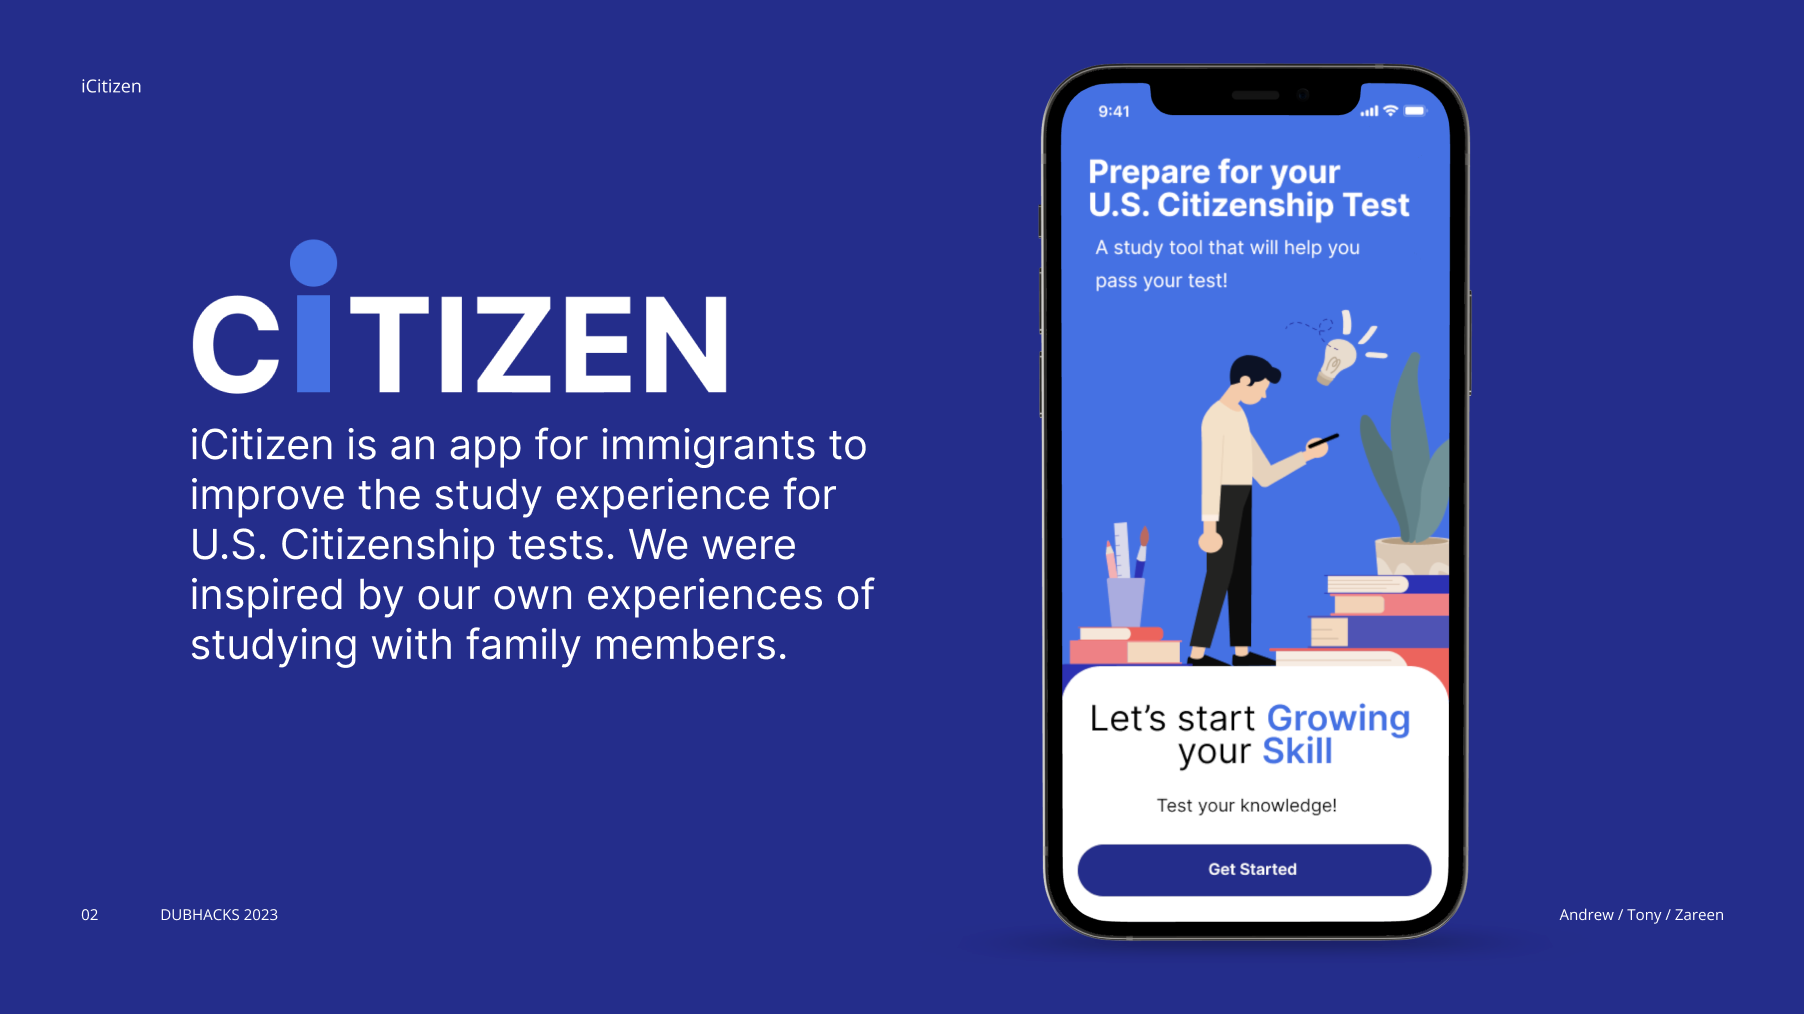 iCitizen
CiTIZEN
iCitizen is an app for immigrants to
improve the study experience for
U.S. Citizenship tests. We were
inspired by our own experiences of
studying with family members.
9:41
Prepare for your
U.S. Citizenship Test
A study tool that will help you
pass your test!
Let’s start Growing
your Skill
Test your knowledge!
Get Started
02
DUBHACKS 2023
Andrew / Tony / Zareen